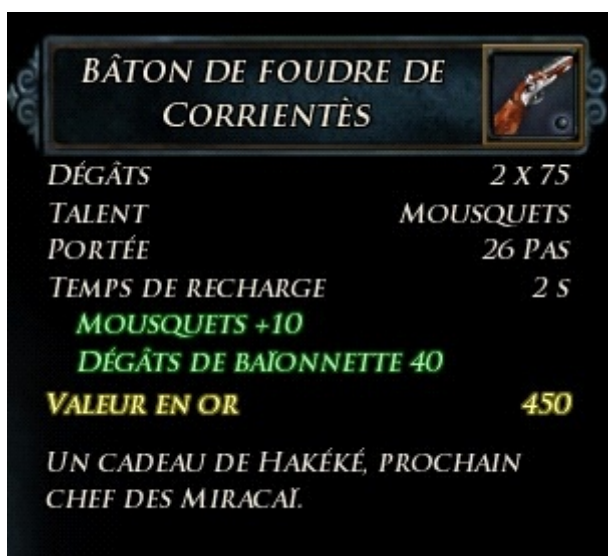 BÂTON DE FOUDRE DE
CORRIENTÈS
DÉGÂTS 2 X 75
TALENT MOUSQUETS
PORTÉE 26 PAS
TEMPS DE RECHARGE 2 S
MOUSQUETS +10
DÉGÂTS DE BAÏONNETTE 40
VALEUR EN OR 450
UN CADEAU DE HAKÉKÉ, PROCHAIN
CHEF DES MIRACAÏ.